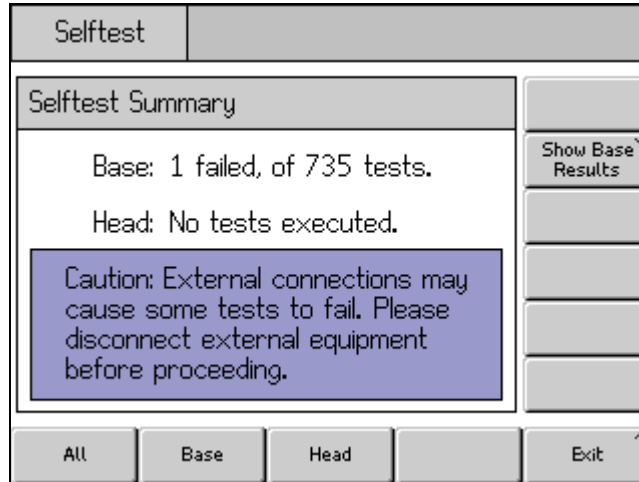 Selftest
Selftest Summary
Base: 1 failed, of 735 tests.
Head: No tests executed.
Caution: External connections may
cause some tests to fail. Please
disconnect external equipment
before proceeding.
Show Base
Results
All
Base
Head
Exit